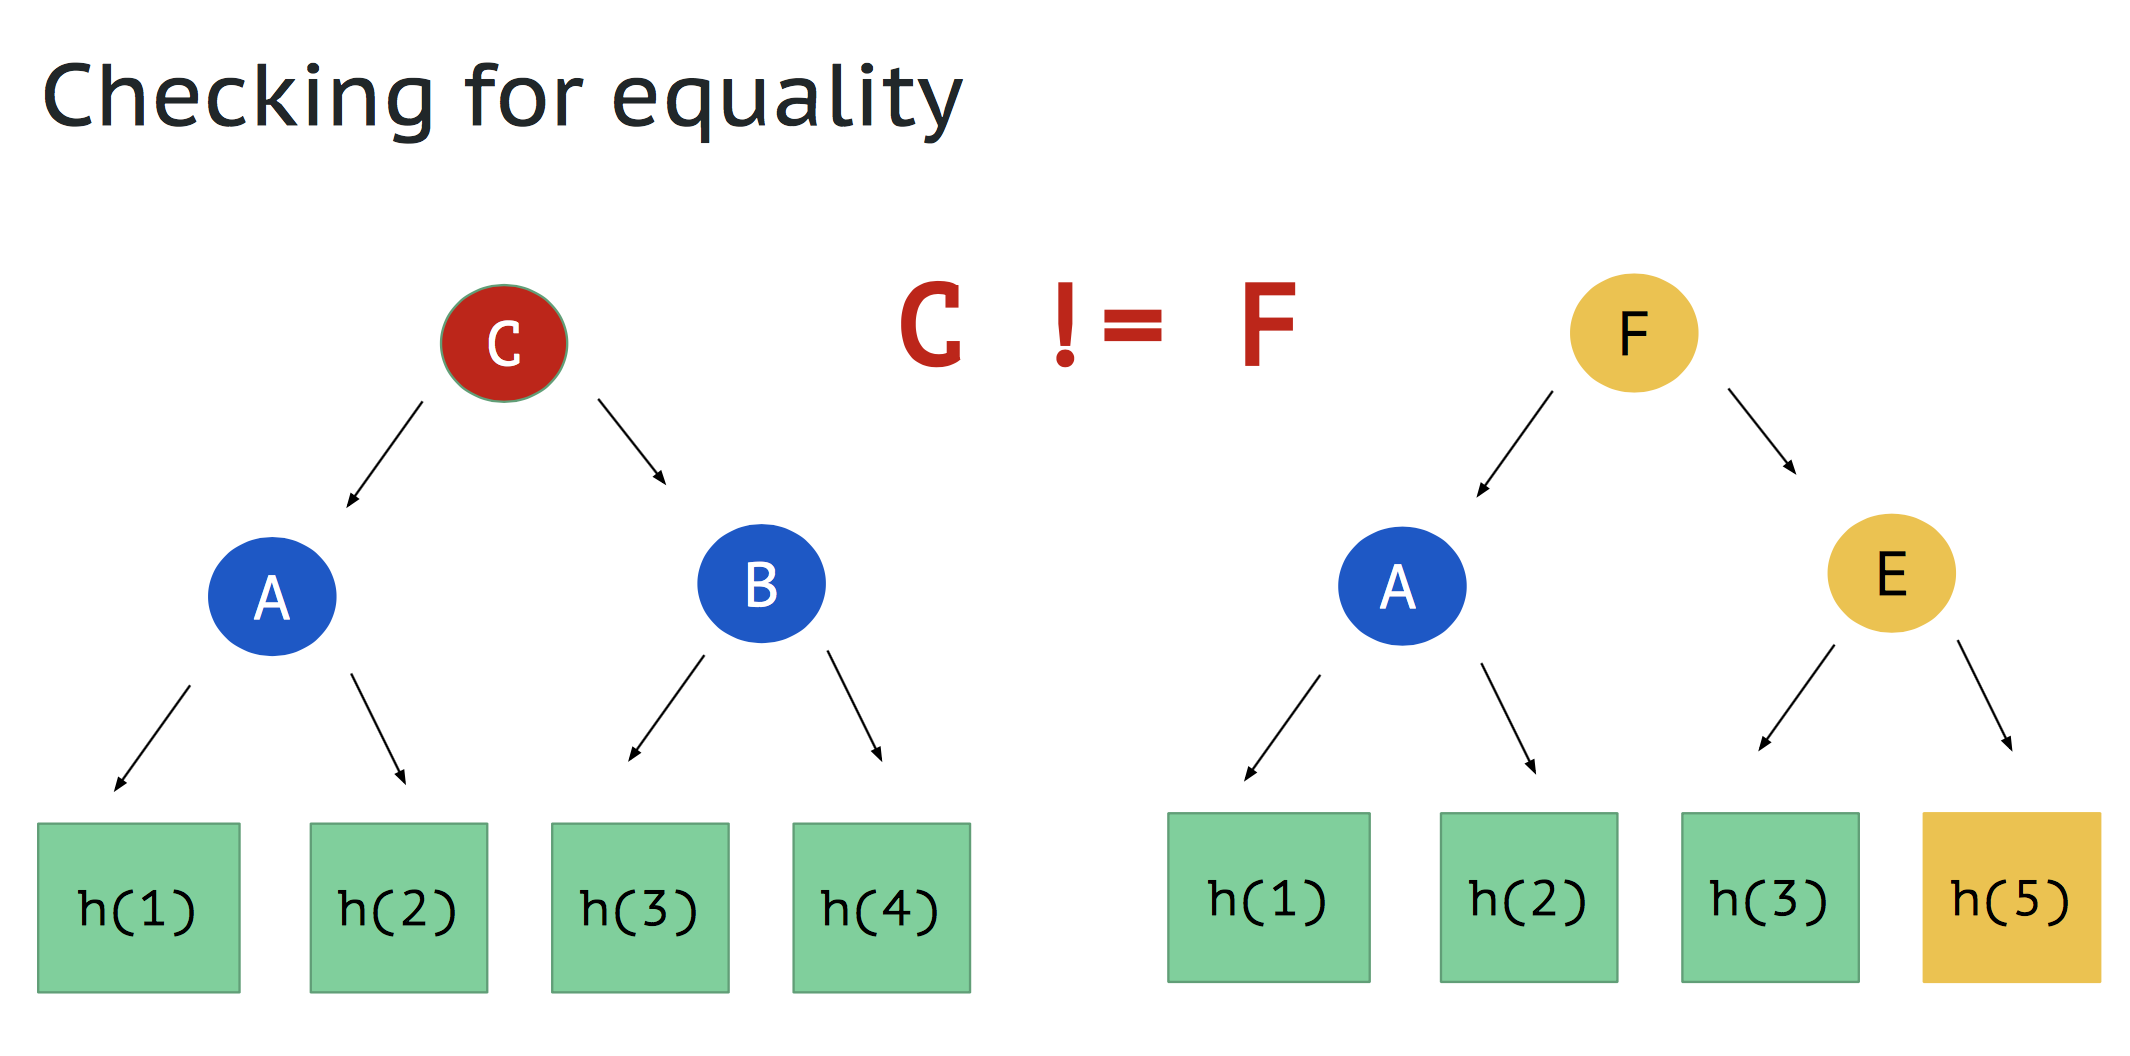 Checking for equality
C != F
C
F
A
B
A
E
h(1)
h(2)
h(3)
h(4)
h(1)
h(2)
h(3)
h(5)